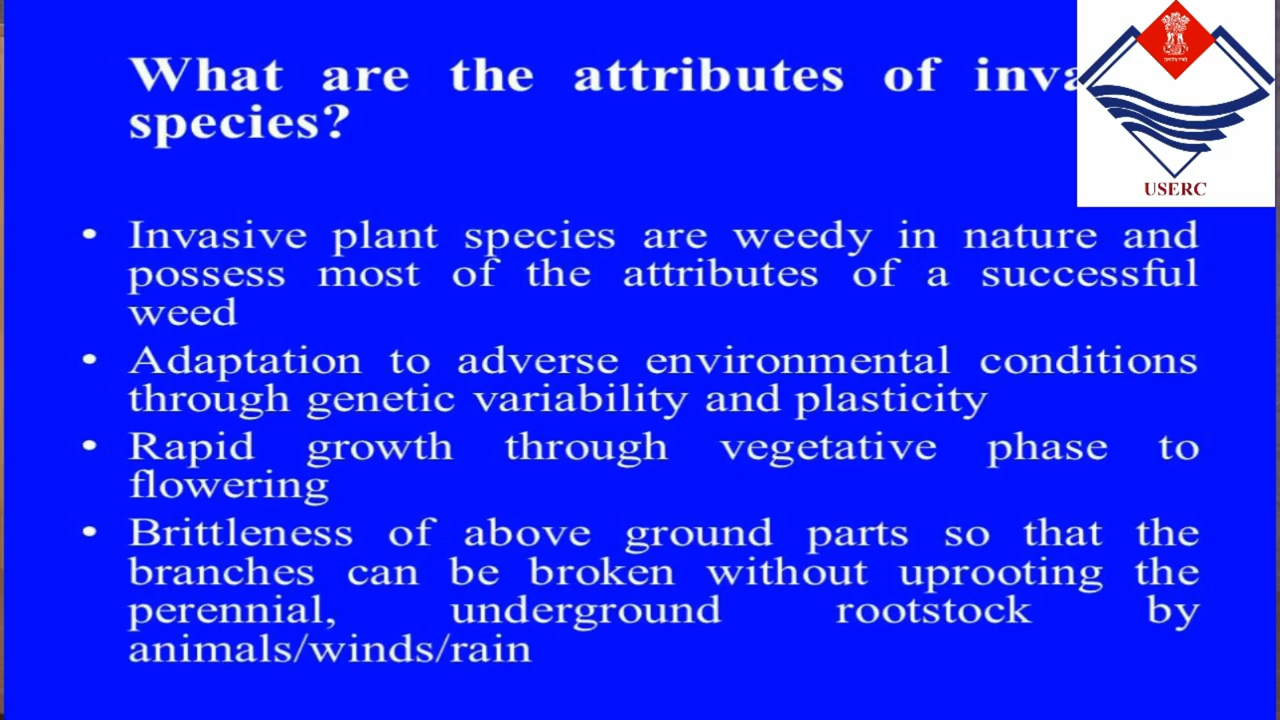 What are the attributes of inva
species?
USERC
• Invasive plant species are weedy in nature and
possess most of the attributes of a successful
weed
• Adaptation to adverse environmental conditions
through genetic variability and plasticity
• Rapid growth through vegetative phase to
flowering
• Brittleness of above ground parts so that the
branches can be broken without uprooting the
perennial, underground rootstock by
animals/winds/rain